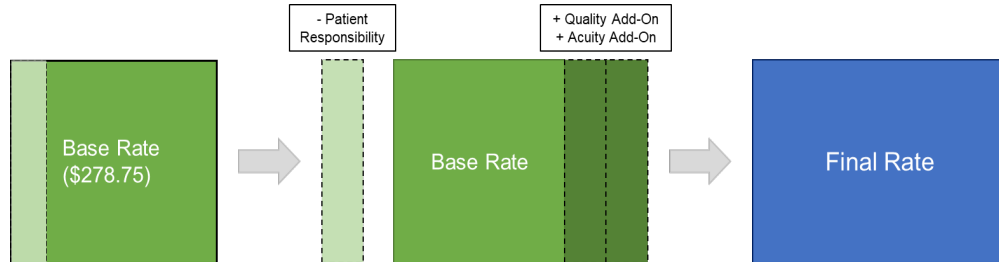 - Patient
Responsibility
+ Quality Add-On
+ Acuity Add-On
Base Rate
($278.75)
Base Rate
Final Rate